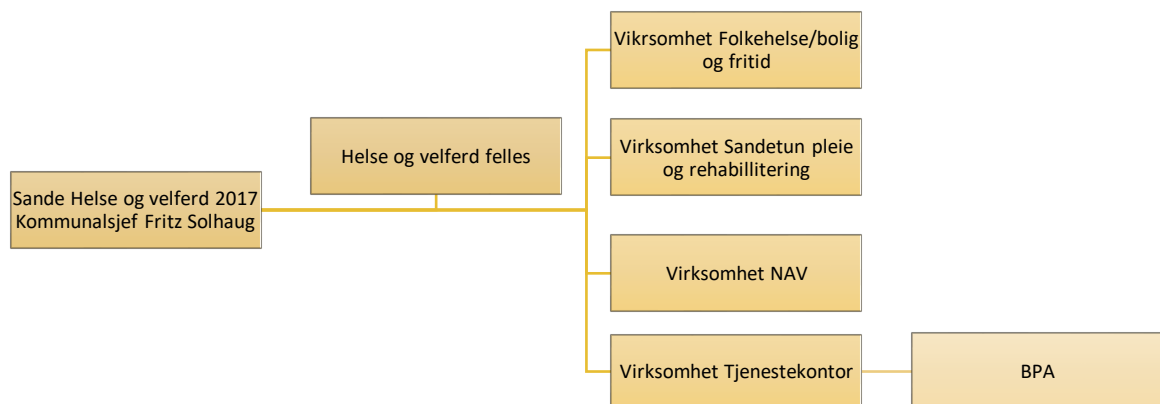 Sande Helse og velferd 2017
Kommunalsjef Fritz Solhaug
Helse og velferd felles
Vikrsomhet Folkehelse/bolig
og fritid
Virksomhet Sandetun pleie
og rehabillitering
Virksomhet NAV
Virksomhet Tjenestekontor
BPA